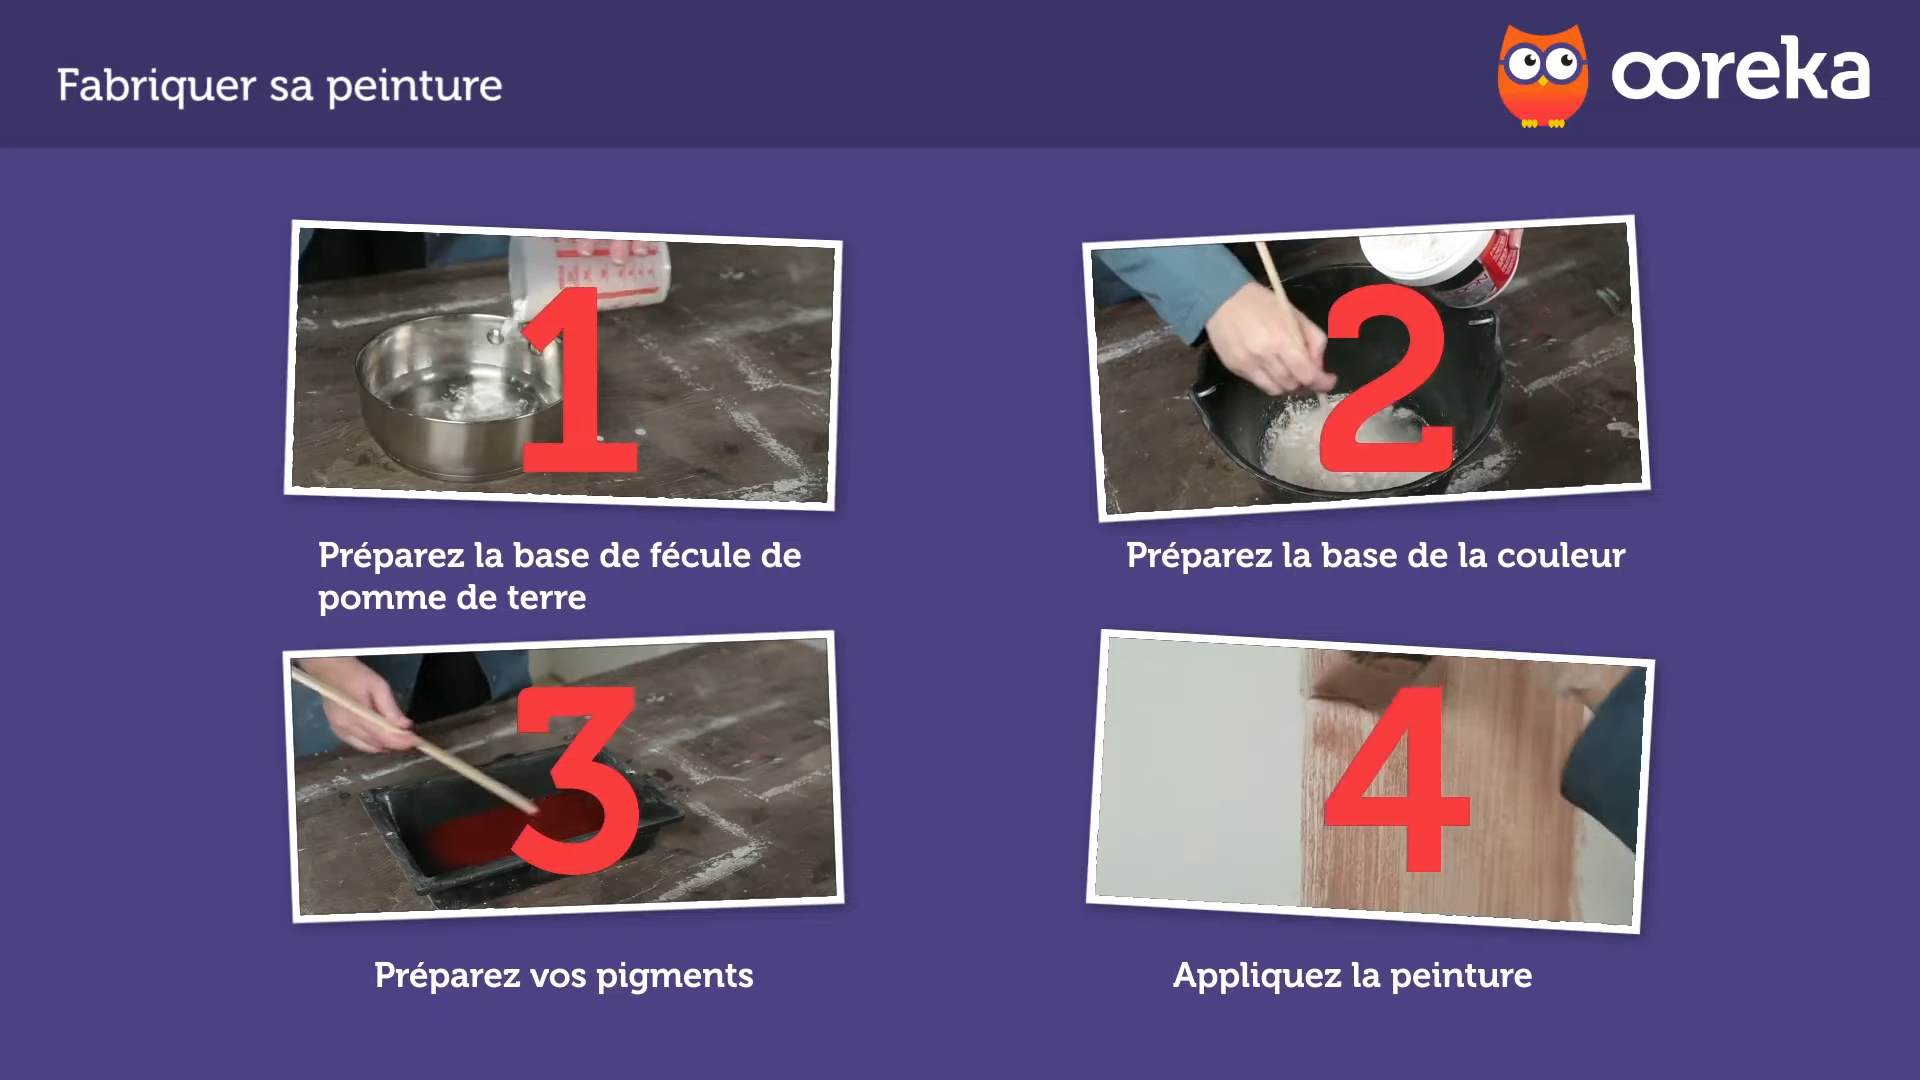 Fabriquer sa peinture
ooreka
1
2
Préparez la base de fécule de
pomme de terre
Préparez la base de la couleur
3
4
Préparez vos pigments
Appliquez la peinture